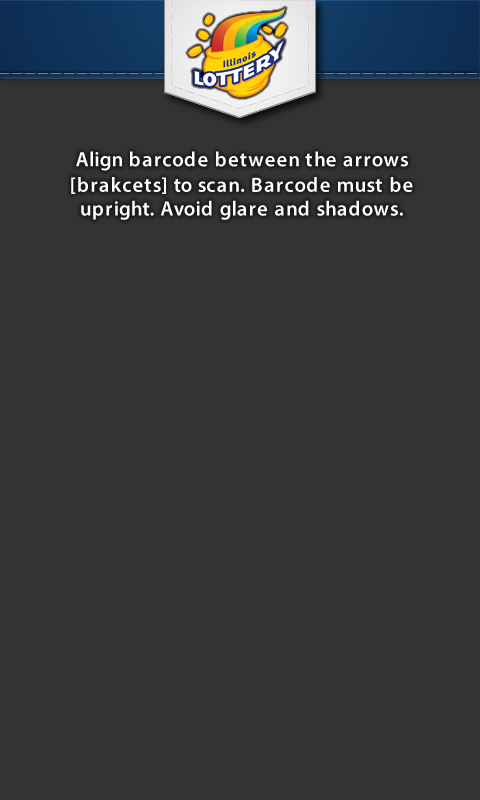 Illinois
LOTTERY
Align barcode between the arrows
[brakcets] to scan. Barcode must be
upright. Avoid glare and shadows.